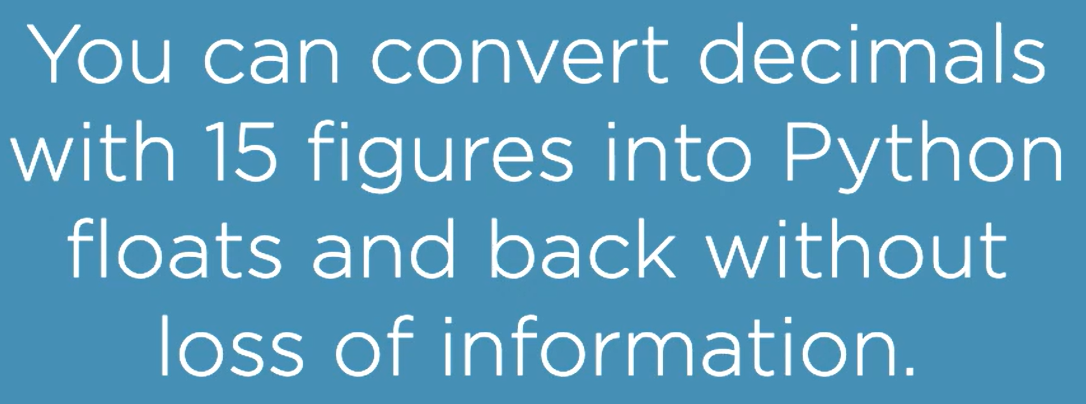 You can convert decimals
with 15 figures into Python
floats and back without
loss of information.